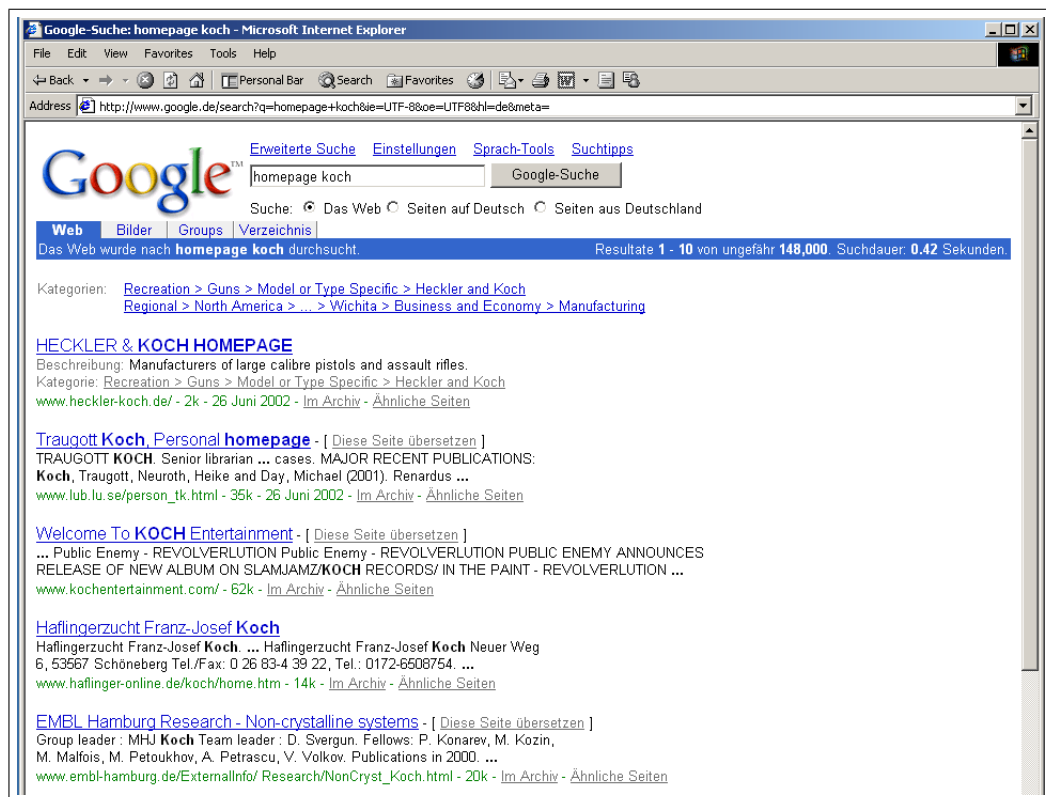 Google-Suche: homepage koch - Microsoft Internet Explorer
File Edit View Favorites Tools Help
Back Personal Bar Search Favorites
Address http://www.google.de/search?q=homepage+koch&ie=UTF-8&oe=UTF8&hl=de&meta=
Google™
Erweiterte Suche Einstellungen Sprach-Tools Suchtipps
homepage koch Google-Suche
Suche: Das Web Seiten auf Deutsch Seiten aus Deutschland
Web Bilder Groups Verzeichnis
Das Web wurde nach homepage koch durchsucht. Resultate 1 - 10 von ungefähr 148,000. Suchdauer: 0.42 Sekunden.
Kategorien: Recreation > Guns > Model or Type Specific > Heckler and Koch
Regional > North America > ... > Wichita > Business and Economy > Manufacturing
HECKLER & KOCH HOMEPAGE
Beschreibung: Manufacturers of large calibre pistols and assault rifles.
Kategorie: Recreation > Guns > Model or Type Specific > Heckler and Koch
www.heckler-koch.de/ - 2k - 26 Juni 2002 - Im Archiv - Ähnliche Seiten
Traugott Koch, Personal homepage - [ Diese Seite übersetzen ]
TRAUGOTT KOCH. Senior librarian ... cases. MAJOR RECENT PUBLICATIONS:
Koch, Traugott, Neuroth, Heike and Day, Michael (2001). Renardus ...
www.lub.lu.se/person_tk.html - 35k - 26 Juni 2002 - Im Archiv - Ähnliche Seiten
Welcome To KOCH Entertainment - [ Diese Seite übersetzen ]
... Public Enemy - REVOLVERLUTION Public Enemy - REVOLVERLUTION PUBLIC ENEMY ANNOUNCES
RELEASE OF NEW ALBUM ON SLAMJAMZ/KOCH RECORDS/ IN THE PAINT - REVOLVERLUTION ...
www.kochentertainment.com/ - 62k - Im Archiv - Ähnliche Seiten
Haflingerzucht Franz-Josef Koch
Haflingerzucht Franz-Josef Koch. ... Haflingerzucht Franz-Josef Koch Neuer Weg
6, 53567 Schöneberg Tel./Fax: 0 26 83-4 39 22, Tel.: 0172-6508754. ...
www.haflinger-online.de/koch/home.htm - 14k - Im Archiv - Ähnliche Seiten
EMBL Hamburg Research - Non-crystalline systems - [ Diese Seite übersetzen ]
Group leader : MHJ Koch Team leader : D. Svergun. Fellows: P. Konarev, M. Kozin,
M. Malfois, M. Petoukhov, A. Petrascu, V. Volkov. Publications in 2000. ...
www.embl-hamburg.de/ExternalInfo/ Research/NonCryst_Koch.html - 20k - Im Archiv - Ähnliche Seiten